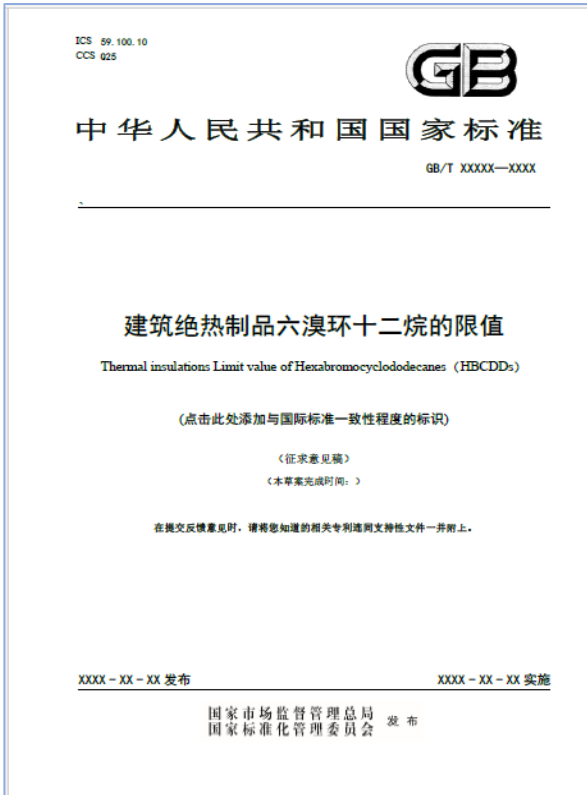 ICS 59.100.10
CCS Q25
GB
中华人民共和国国家标准
GB/T XXXXX—XXXX
、
建筑绝热制品六溴环十二烷的限值
Thermal insulations Limit value of Hexabromocyclododecanes（HBCDDs）
(点击此处添加与国际标准一致性程度的标识)
（征求意见稿）
（本草案完成时间：）
在提交反馈意见时，请将您知道的相关专利连同支持性文件一并附上。
XXXX - XX - XX 发布
XXXX - XX - XX 实施
国家市场监督管理总局
国家标准化管理委员会 发布